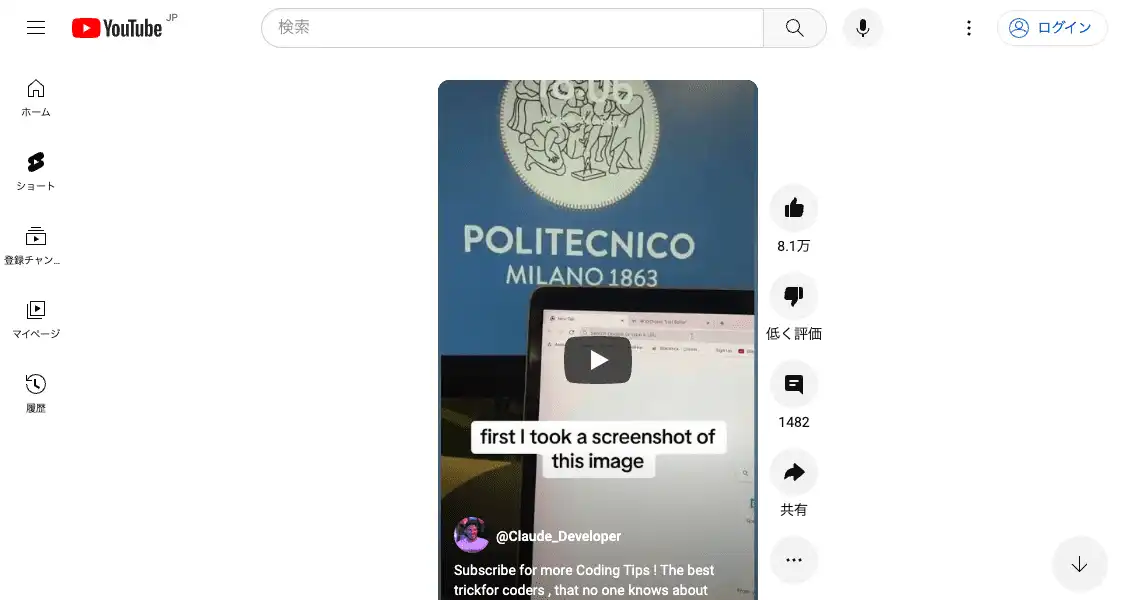 YouTube JP
検索
ログイン
ホーム
ショート
登録チャン...
マイページ
履歴
POLITECNICO
MILANO 1863
first I took a screenshot of
this image
@Claude_Developer
Subscribe for more Coding Tips ! The best
trickfor coders , that no one knows about
8.1万
低く評価
1482
共有